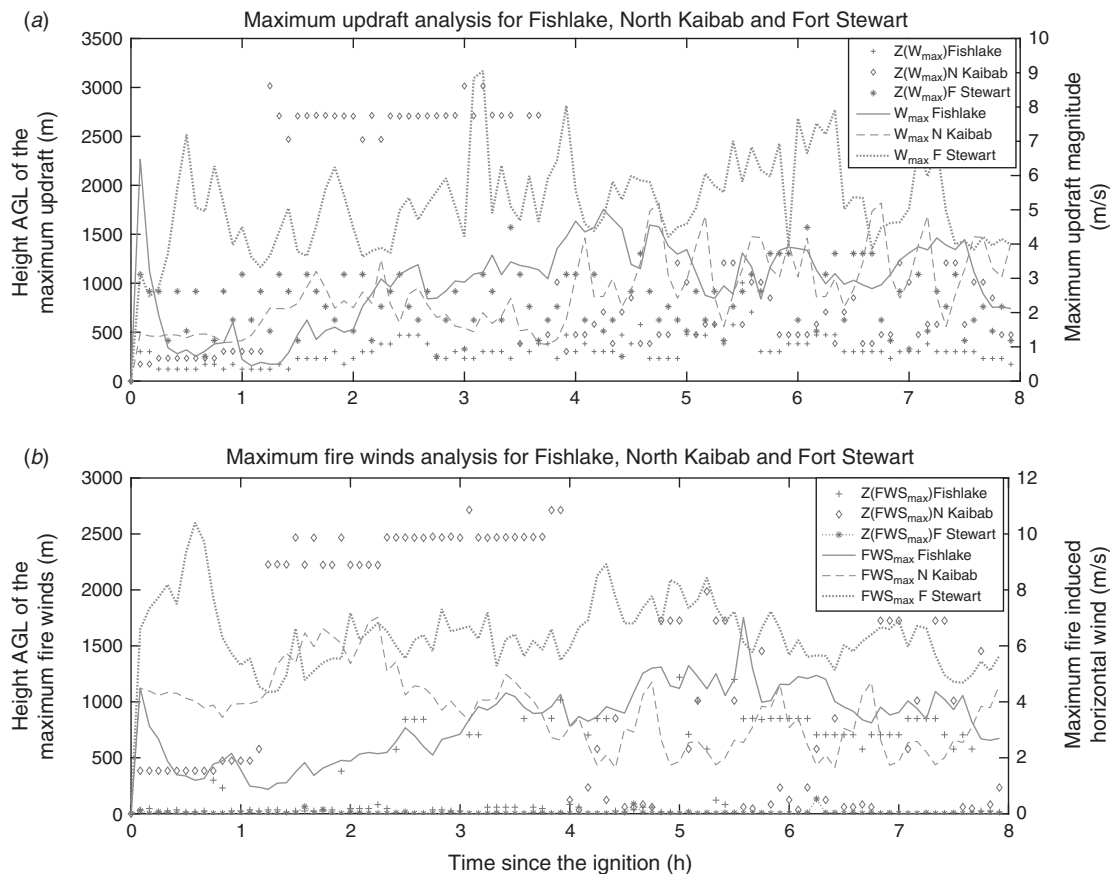 (a)
Maximum updraft analysis for Fishlake, North Kaibab and Fort Stewart
3500
3000
2500
2000
1500
1000
500
0
Height AGL of the
maximum updraft (m)
10
9
8
7
6
5
4
3
2
1
0
Maximum updraft magnitude
(m/s)
Z(Wmax)Fishlake
Z(Wmax)N Kaibab
Z(Wmax)F Stewart
Wmax Fishlake
Wmax N Kaibab
Wmax F Stewart
0 1 2 3 4 5 6 7 8
(b)
Maximum fire winds analysis for Fishlake, North Kaibab and Fort Stewart
3000
2500
2000
1500
1000
500
0
Height AGL of the
maximum fire winds (m)
12
10
8
6
4
2
0
Maximum fire induced
horizontal wind (m/s)
Z(FWSmax)Fishlake
Z(FWSmax)N Kaibab
Z(FWSmax)F Stewart
FWSmax Fishlake
FWSmax N Kaibab
FWSmax F Stewart
0 1 2 3 4 5 6 7 8
Time since the ignition (h)